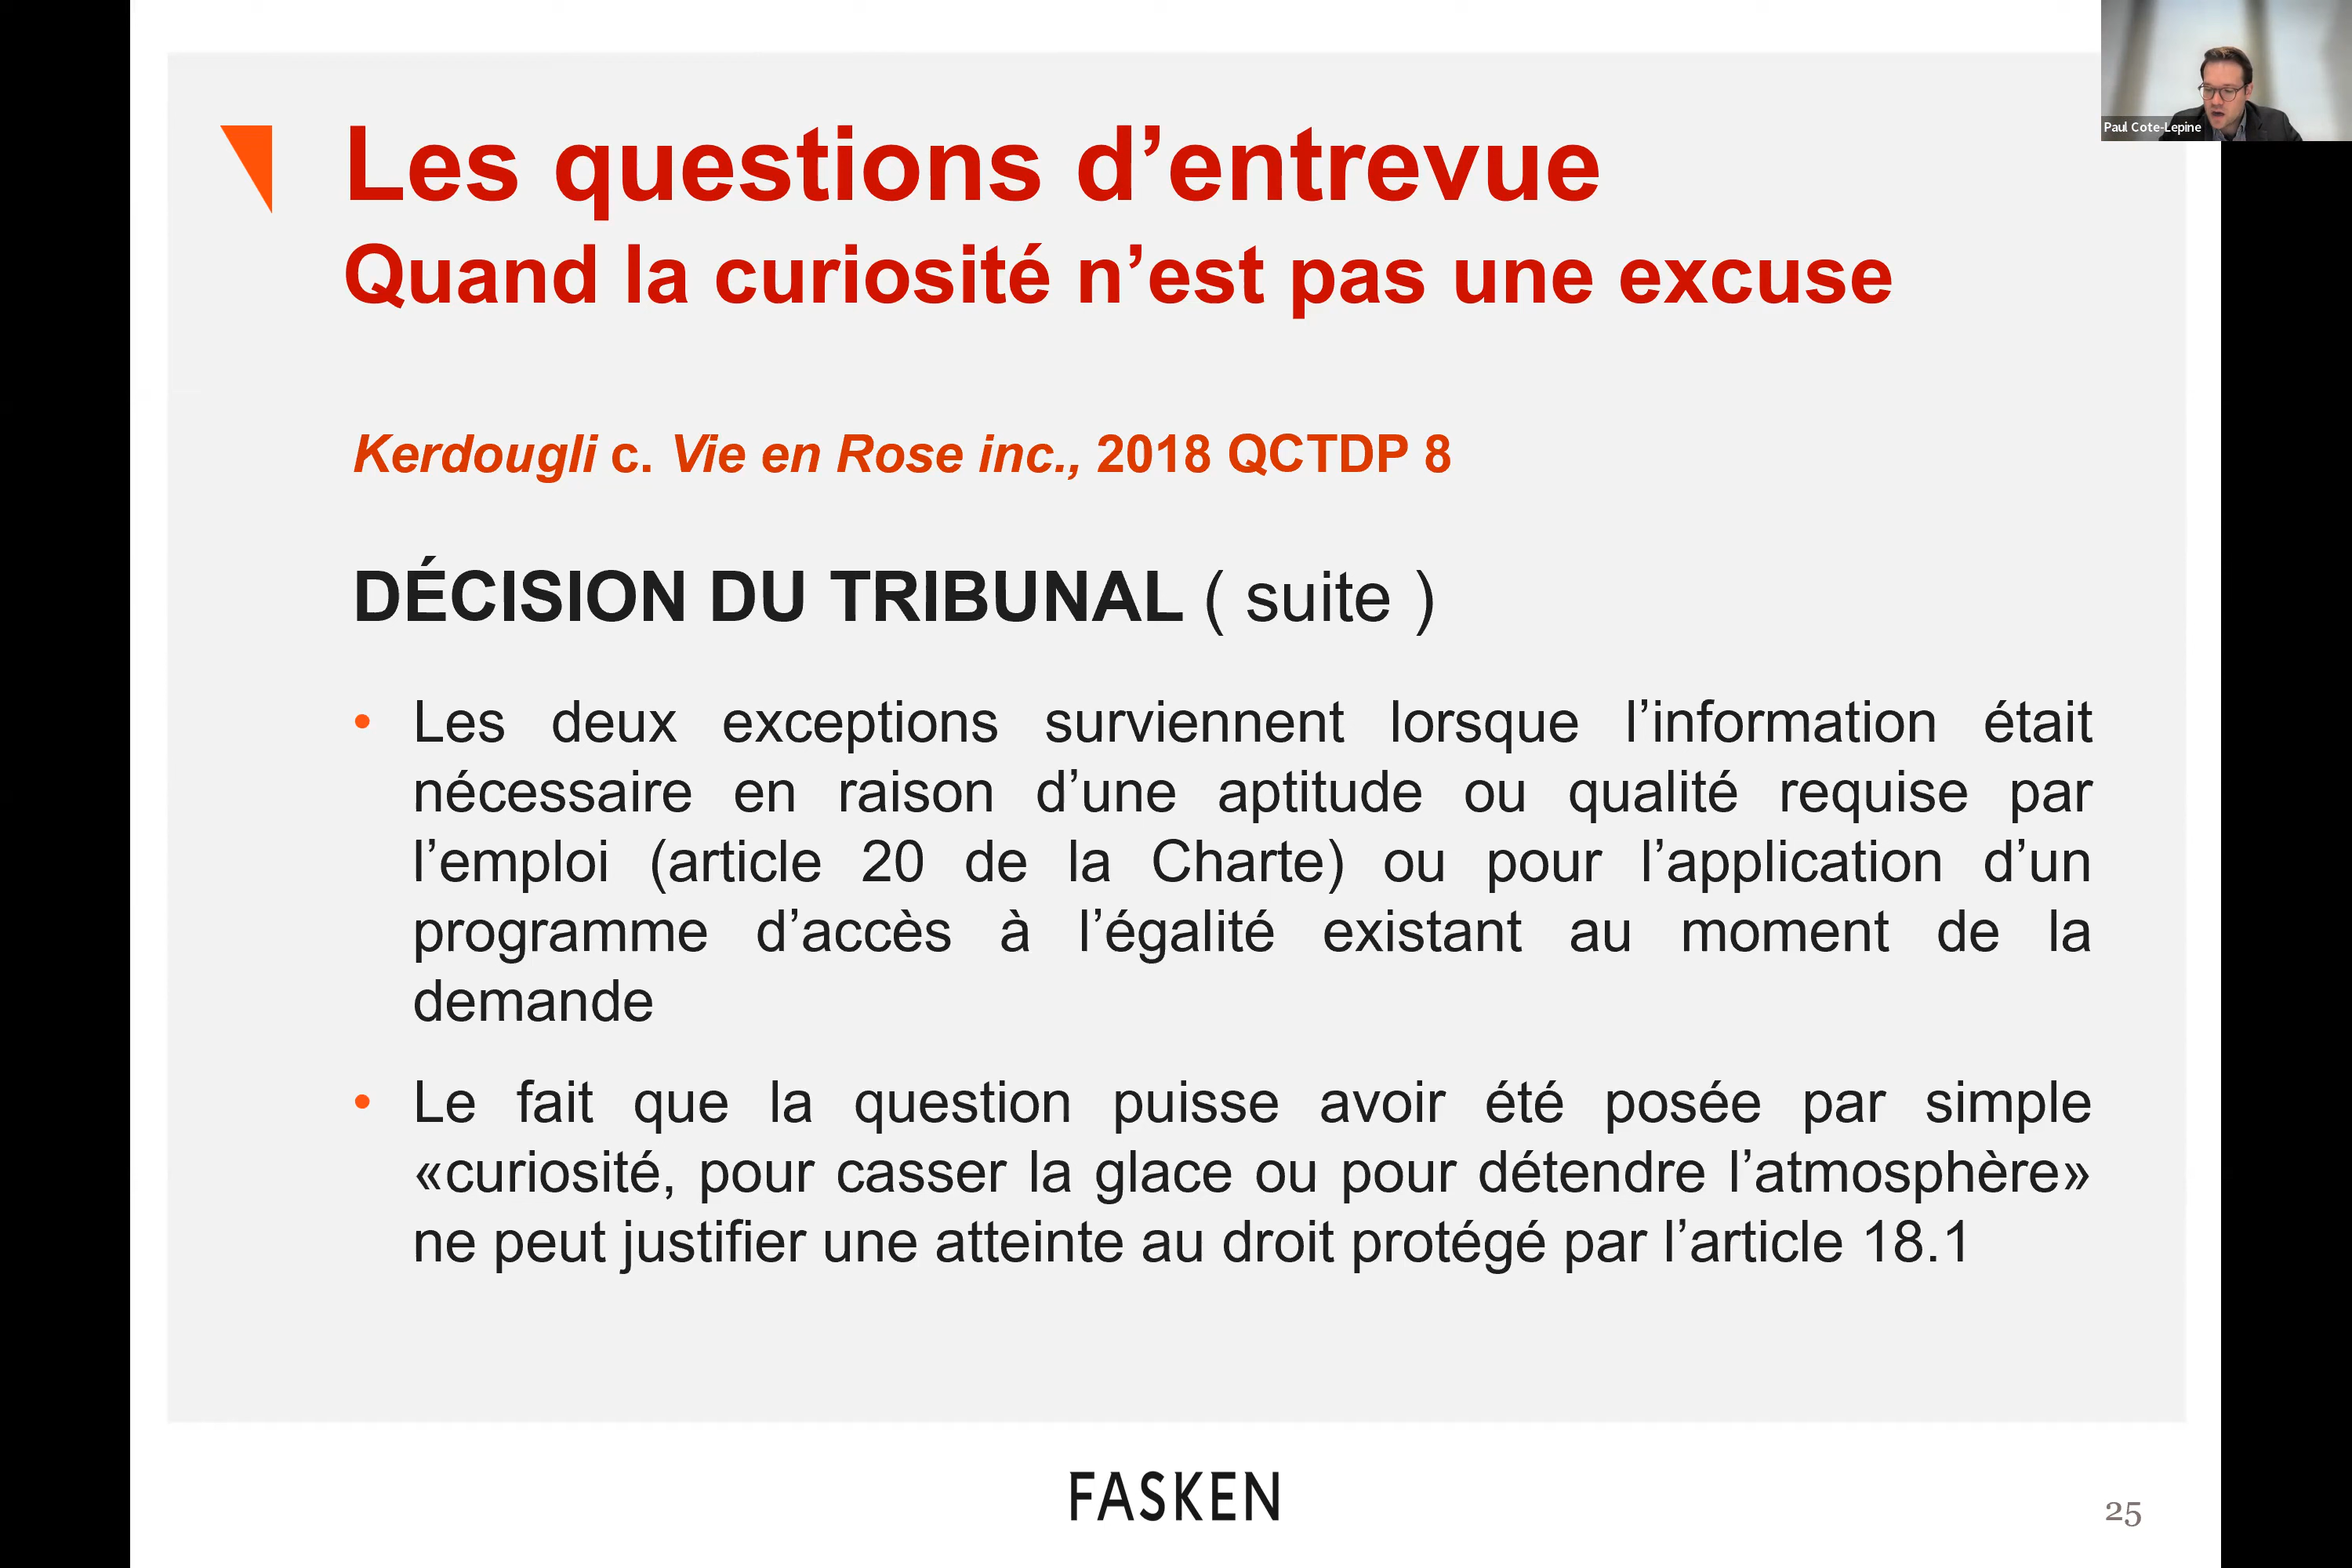 Paul Cote-Lepine
Les questions d’entrevue
Quand la curiosité n’est pas une excuse
Kerdougli c. Vie en Rose inc., 2018 QCTDP 8
DÉCISION DU TRIBUNAL ( suite )
• Les deux exceptions surviennent lorsque l’information était
nécessaire en raison d’une aptitude ou qualité requise par
l’emploi (article 20 de la Charte) ou pour l’application d’un
programme d’accès à l’égalité existant au moment de la
demande
• Le fait que la question puisse avoir été posée par simple
«curiosité, pour casser la glace ou pour détendre l’atmosphère»
ne peut justifier une atteinte au droit protégé par l’article 18.1
FASKEN
25